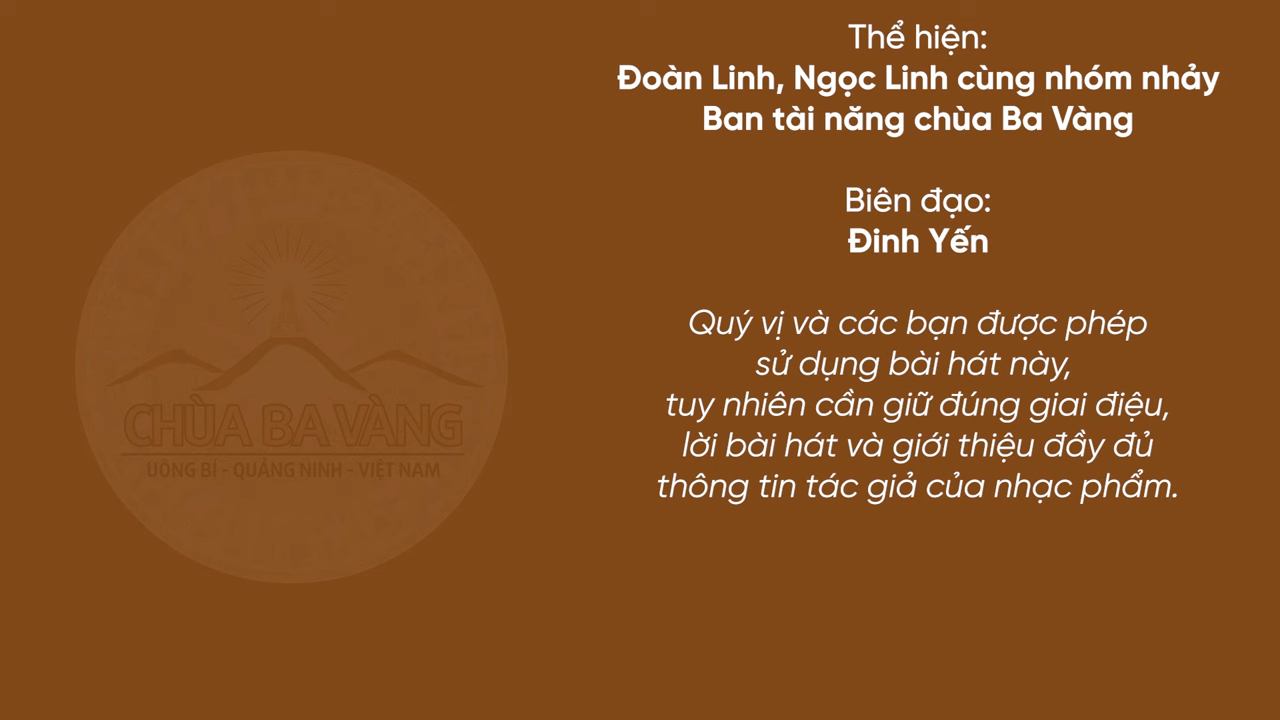 Thể hiện:
Đoàn Linh, Ngọc Linh cùng nhóm nhảy
Ban tài năng chùa Ba Vàng
Biên đạo:
Đinh Yến
Quý vị và các bạn được phép
sử dụng bài hát này,
tuy nhiên cần giữ đúng giai điệu,
lời bài hát và giới thiệu đầy đủ
thông tin tác giả của nhạc phẩm.
CHÙA BA VÀNG
UÔNG BÍ - QUẢNG NINH - VIỆT NAM